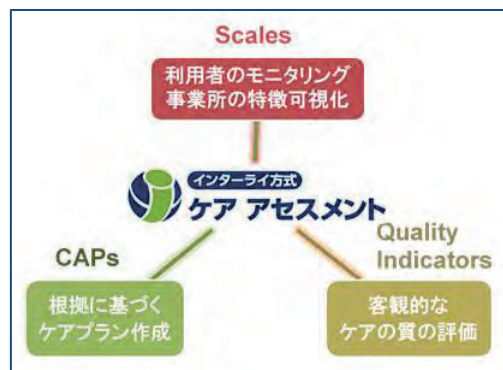 Scales
利用者のモニタリング
事業所の特徴可視化
インターライ方式
ケア アセスメント
CAPs
根拠に基づく
ケアプラン作成
Quality
Indicators
客観的な
ケアの質の評価